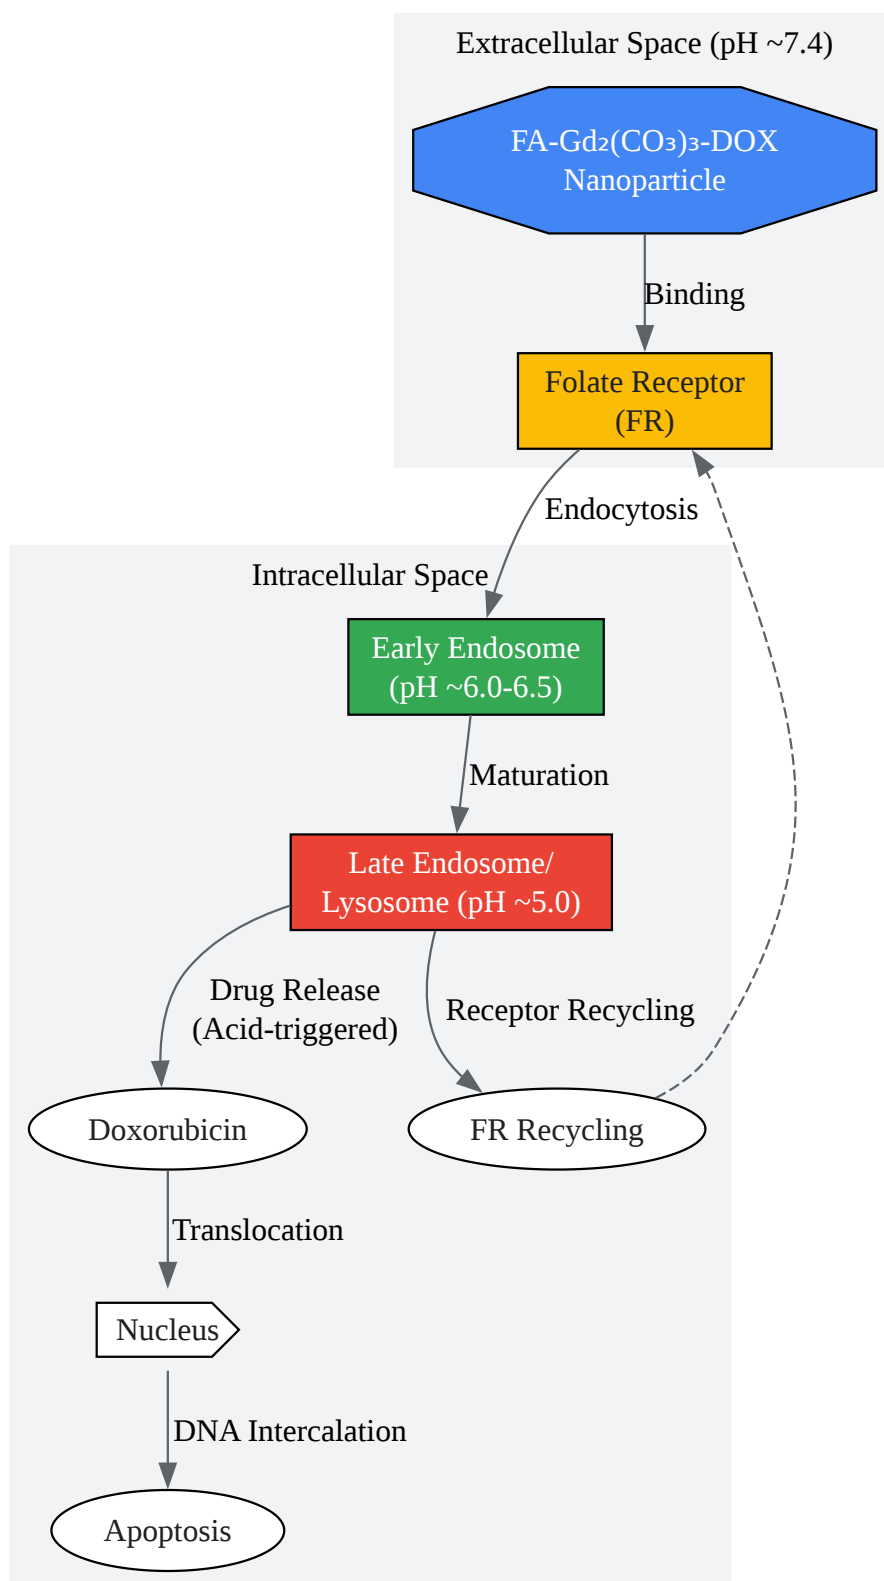 Extracellular Space (pH ~7.4)
FA-Gd₂(CO₃)₃-DOX
Nanoparticle
Binding
Folate Receptor
(FR)
Endocytosis
Intracellular Space
Early Endosome
(pH ~6.0-6.5)
Maturation
Late Endosome/
Lysosome (pH ~5.0)
Drug Release
(Acid-triggered)
Receptor Recycling
Doxorubicin
FR Recycling
Translocation
Nucleus
DNA Intercalation
Apoptosis